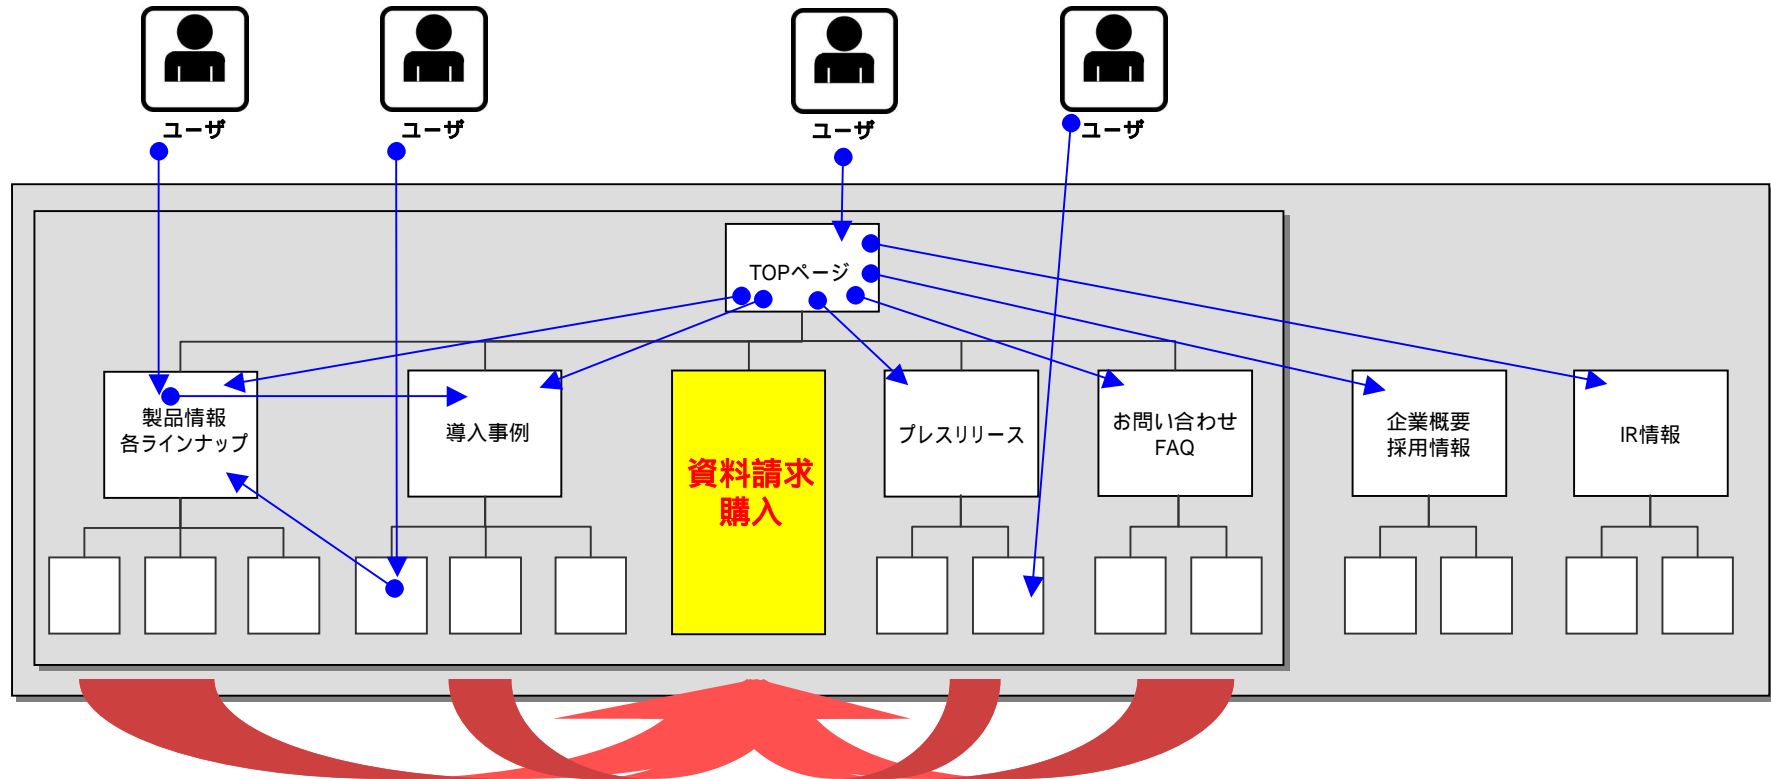 ユーザ
ユーザ
ユーザ
ユーザ
TOPページ
製品情報
各ラインナップ
導入事例
資料請求
購入
プレスリリース
お問い合わせ
FAQ
企業概要
採用情報
IR情報